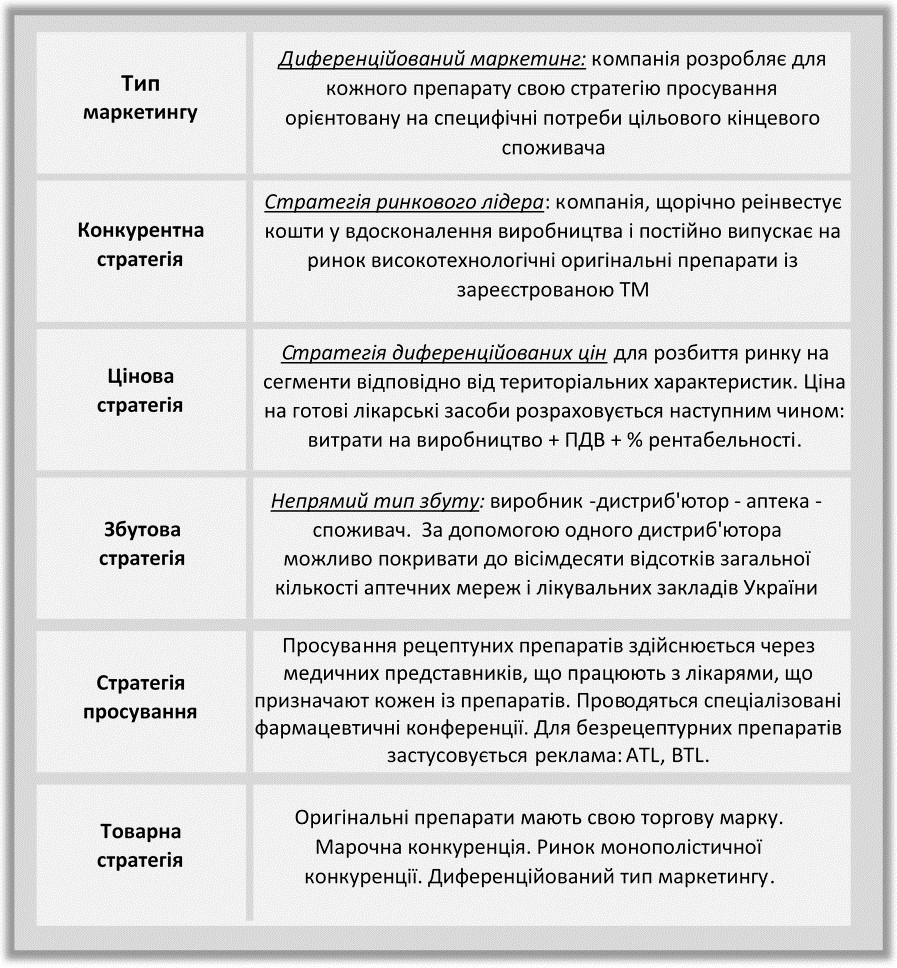 Тип
маркетингу
Диференційований маркетинг: компанія розробляє для
кожного препарату свою стратегію просування
орієнтовану на специфічні потреби цільового кінцевого
споживача
Конкурентна
стратегія
Стратегія ринкового лідера: компанія, щорічно реінвестує
кошти у вдосконалення виробництва і постійно випускає на
ринок високотехнологічні оригінальні препарати із
зареєстрованою ТМ
Цінова
стратегія
Стратегія диференційованих цін для розбиття ринку на
сегменти відповідно від територіальних характеристик. Ціна
на готові лікарські засоби розраховується наступним чином:
витрати на виробництво + ПДВ + % рентабельності.
Збутова
стратегія
Непрямий тип збуту: виробник -дистриб'ютор - аптека -
споживач. За допомогою одного дистриб'ютора
можливо покривати до вісімдесяти відсотків загальної
кількості аптечних мереж і лікувальних закладів України
Стратегія
просування
Просування рецептуних препаратів здійснюється через
медичних представників, що працюють з лікарями, що
призначают кожен із препаратів. Проводяться спеціалізовані
фармацевтичні конференції. Для безрецептурних препаратів
застусовується реклама: ATL, BTL.
Товарна
стратегія
Оригінальні препарати мають свою торгову марку.
Марочна конкуренція. Ринок монополістичної
конкуренції. Диференційований тип маркетингу.